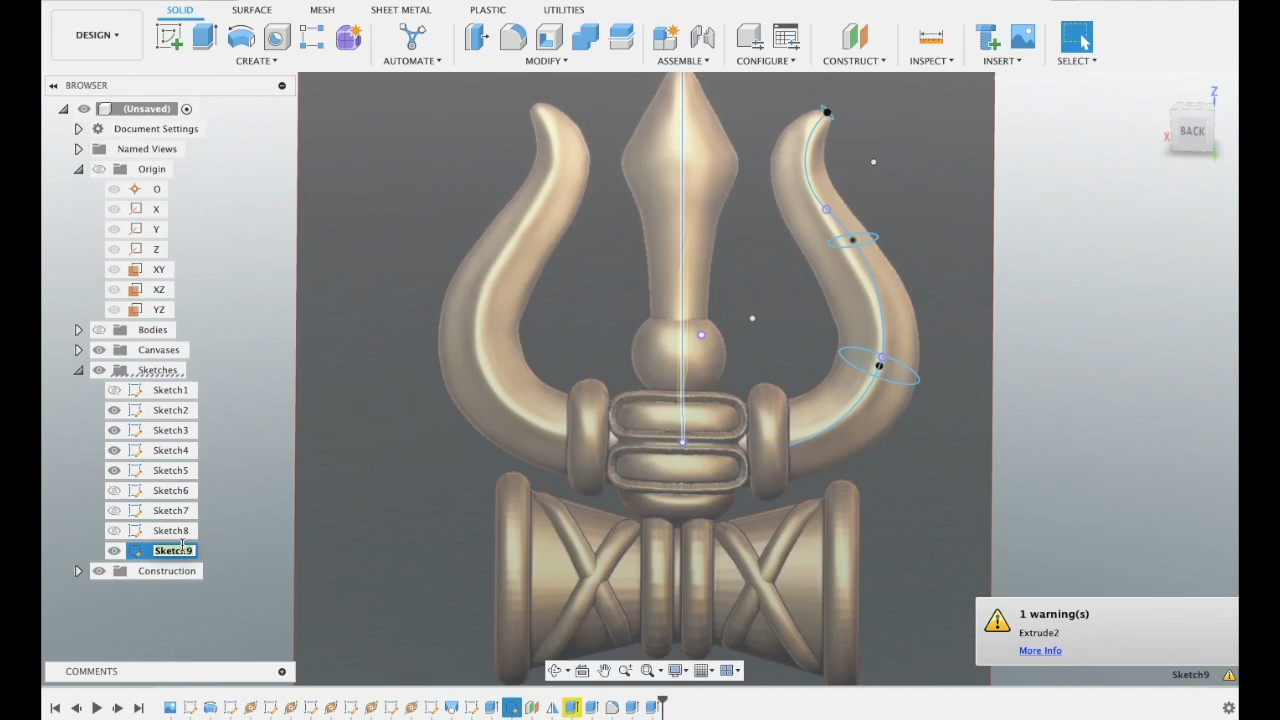 SOLID SURFACE MESH SHEET METAL PLASTIC UTILITIES
DESIGN
CREATE AUTOMATE MODIFY ASSEMBLE CONFIGURE CONSTRUCT INSPECT INSERT SELECT
BROWSER
(Unsaved)
Document Settings
Named Views
Origin
O
X
Y
Z
XY
XZ
YZ
Bodies
Canvases
Sketches
Sketch1
Sketch2
Sketch3
Sketch4
Sketch5
Sketch6
Sketch7
Sketch8
Sketch9
Construction
Z
X
BACK
1 warning(s)
Extrude2
More Info
Sketch9
COMMENTS